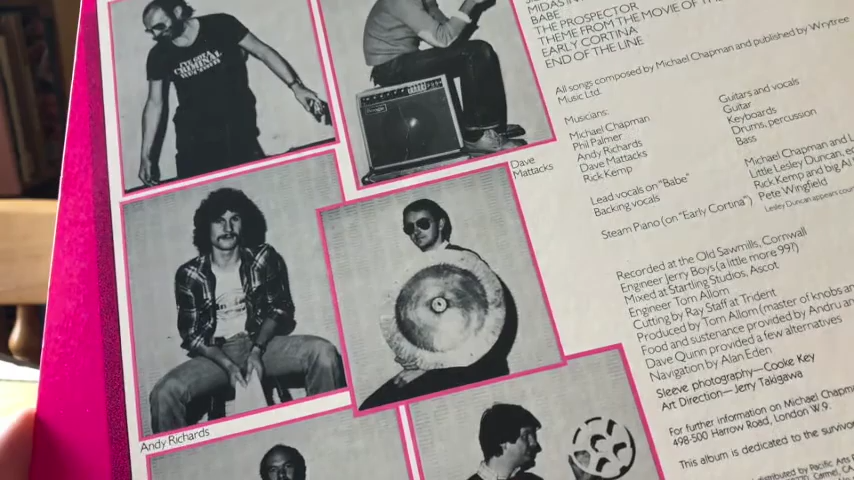 MIDAS
BABE
THE PROSPECTOR
THEME FROM THE MOVIE OF
EARLY CORTINA
END OF THE LINE
All songs composed by Michael Chapman and published by Wrytree
Music Ltd.
Musicians:
Michael Chapman Guitars and vocals
Phil Palmer Guitar
Andy Richards Keyboards
Dave Mattacks Drums, percussion
Rick Kemp Bass
Lead vocals on "Babe" Michael Chapman and
Backing vocals Little Lesley Duncan,
Rick Kemp and big Al
Steam Piano (on "Early Cortina") Pete Wingfield
Lesley Duncan appears
Dave
Mattacks
Recorded at the Old Sawmills, Cornwall
Engineer Jerry Boys (a little more 99?)
Mixed at Startling Studios, Ascot
Engineer Tom Allom
Cutting by Ray Staff at Trident
Produced by Tom Allom (master of knobs
Food and sustenance provided by Andru
Dave Quinn provided a few alternatives
Navigation by Alan Eden
Sleeve photography—Cooke Key
Art Direction—Jerry Takigawa
For further information on Michael
498-500 Harrow Road, London W.9.
This album is dedicated to the
distributed by Pacific Arts
Carmel, CA
Andy Richards
CRIMINAL
RECORD